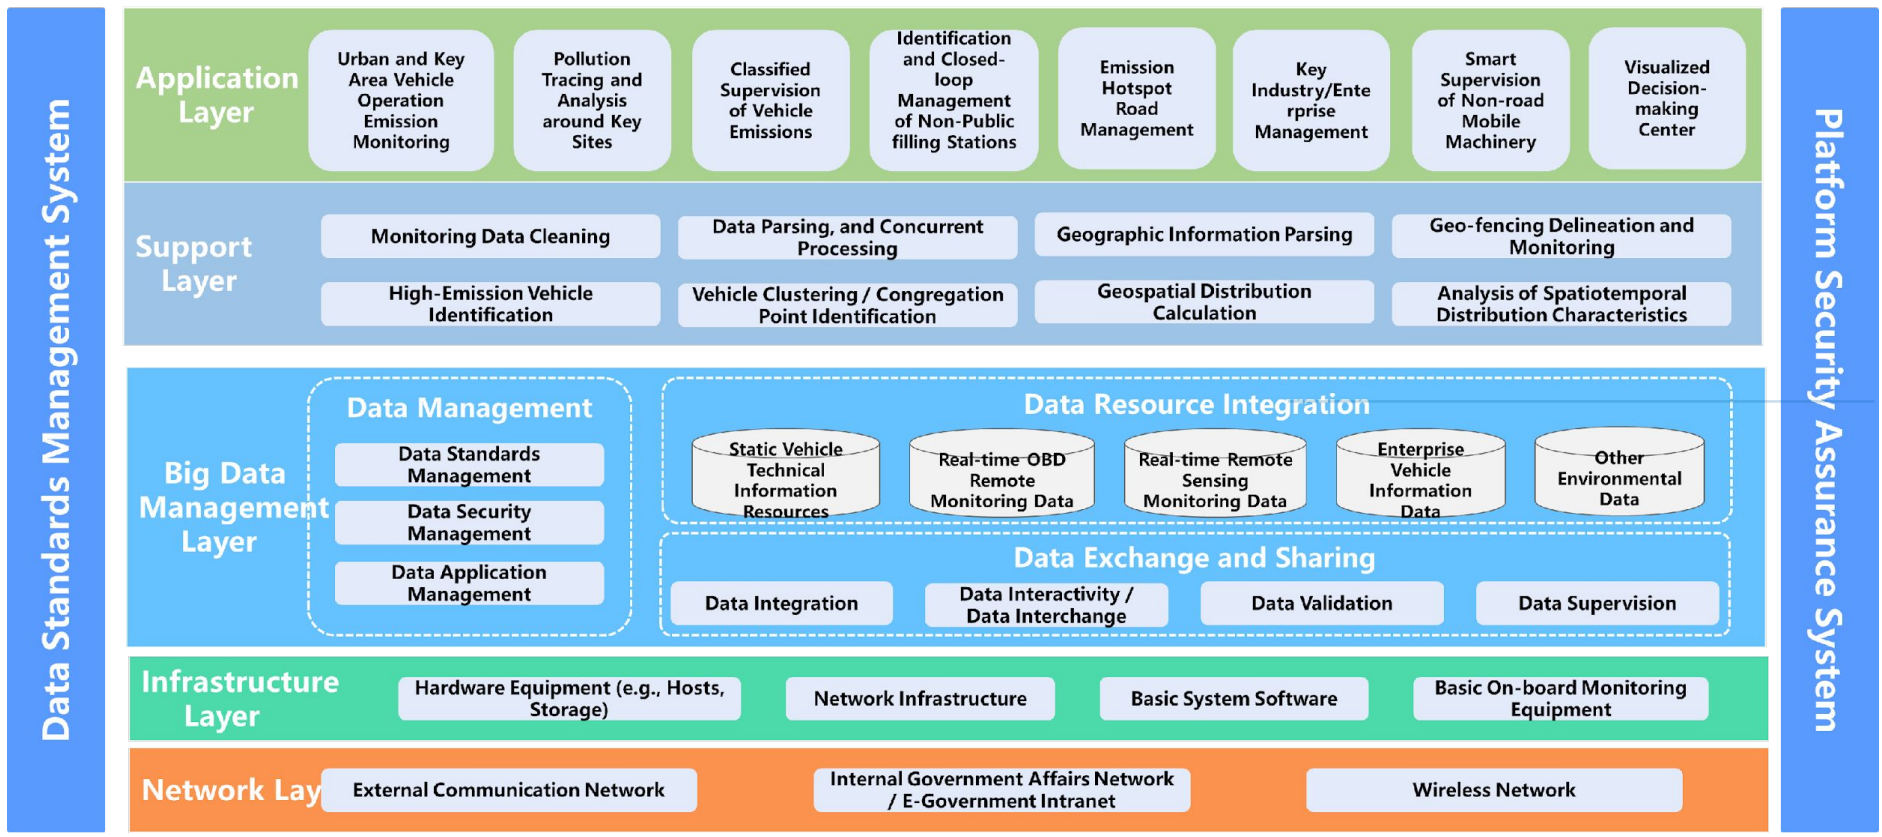 Data Standards Management System
Application
Layer
Urban and Key
Area Vehicle
Operation
Emission
Monitoring
Pollution
Tracing and
Analysis
around Key
Sites
Classified
Supervision
of Vehicle
Emissions
Identification
and Closed-
loop
Management
of Non-Public
filling Stations
Emission
Hotspot
Road
Management
Key
Industry/Ente
rprise
Management
Smart
Supervision
of Non-road
Mobile
Machinery
Visualized
Decision-
making
Center
Support
Layer
Monitoring Data Cleaning
Data Parsing, and Concurrent
Processing
Geographic Information Parsing
Geo-fencing Delineation and
Monitoring
High-Emission Vehicle
Identification
Vehicle Clustering / Congregation
Point Identification
Geospatial Distribution
Calculation
Analysis of Spatiotemporal
Distribution Characteristics
Big Data
Management
Layer
Data Management
Data Standards
Management
Data Security
Management
Data Application
Management
Data Resource Integration
Static Vehicle
Technical
Information
Resources
Real-time OBD
Remote
Monitoring Data
Real-time Remote
Sensing
Monitoring Data
Enterprise
Vehicle
Information
Data
Other
Environmental
Data
Data Exchange and Sharing
Data Integration
Data Interactivity /
Data Interchange
Data Validation
Data Supervision
Infrastructure
Layer
Hardware Equipment (e.g., Hosts,
Storage)
Network Infrastructure
Basic System Software
Basic On-board Monitoring
Equipment
Network Lay
External Communication Network
Internal Government Affairs Network
/ E-Government Intranet
Wireless Network
Platform Security Assurance System